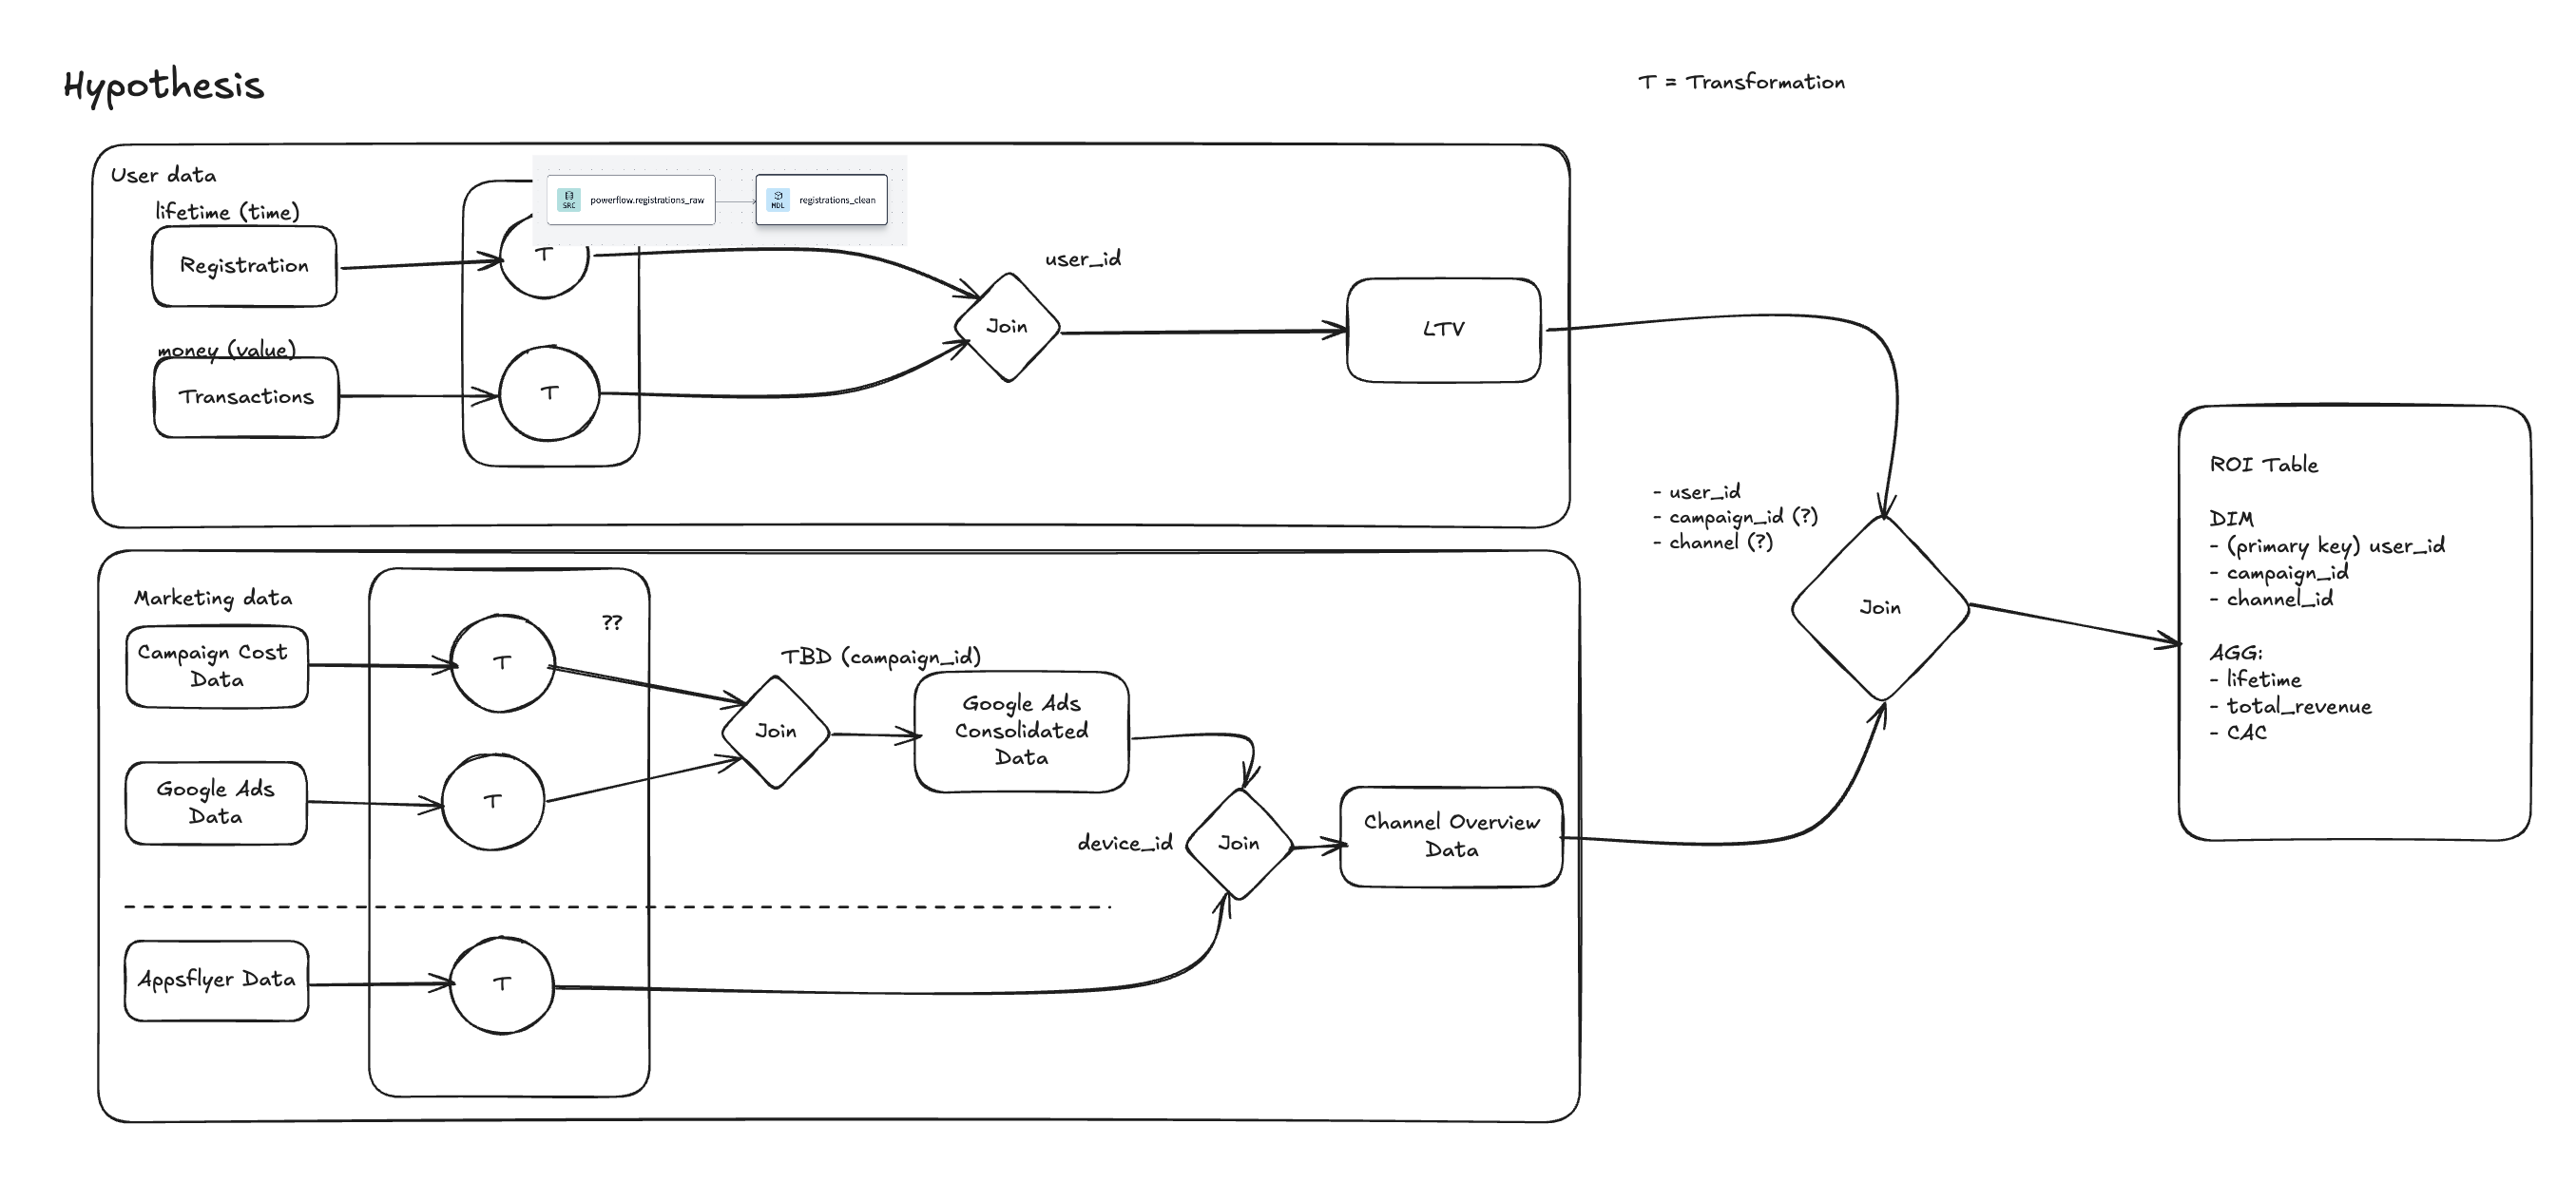 Hypothesis
T = Transformation
User data
lifetime (time)
Registration
money (value)
Transactions
T
T
SRC
powerflow.registrations_raw
MDL
registrations_clean
user_id
Join
LTV
Marketing data
Campaign Cost
Data
Google Ads
Data
Appsflyer Data
??
T
T
T
TBD (campaign_id)
Join
Google Ads
Consolidated
Data
device_id
Join
Channel Overview
Data
- user_id
- campaign_id (?)
- channel (?)
Join
ROI Table
DIM
- (primary key) user_id
- campaign_id
- channel_id
AGG:
- lifetime
- total_revenue
- CAC